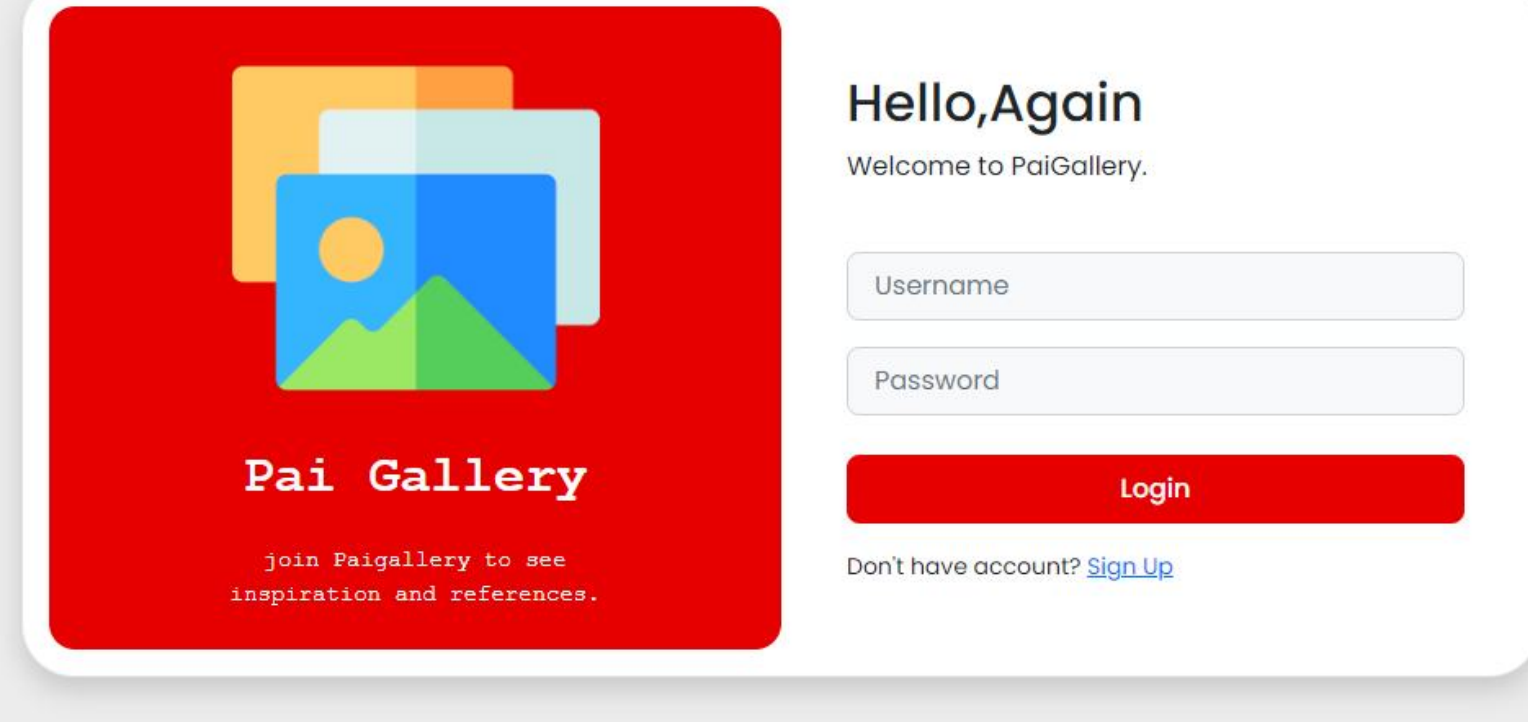 Pai Gallery
join Paigallery to see
inspiration and references.
Hello,Again
Welcome to PaiGallery.
Username
Password
Login
Don't have account? Sign Up